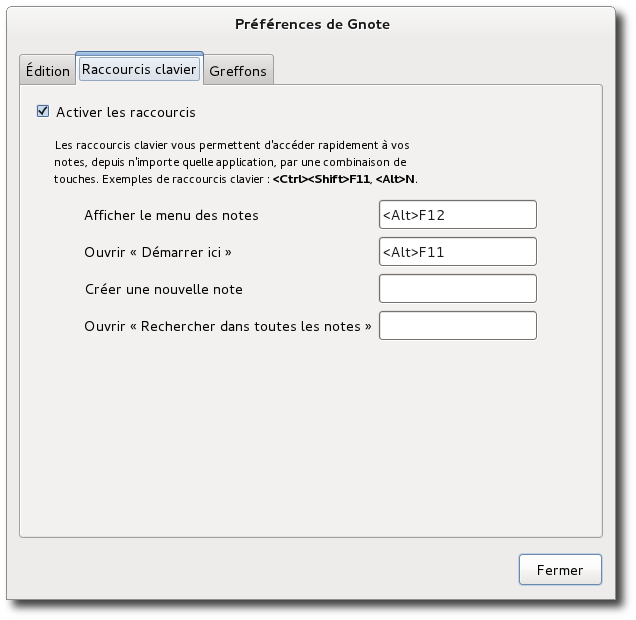 Préférences de Gnote
Édition
Raccourcis clavier
Greffons
Activer les raccourcis
Les raccourcis clavier vous permettent d'accéder rapidement à vos
notes, depuis n'importe quelle application, par une combinaison de
touches. Exemples de raccourcis clavier : <Ctrl><Shift>F11, <Alt>N.
Afficher le menu des notes
<Alt>F12
Ouvrir « Démarrer ici »
<Alt>F11
Créer une nouvelle note
Ouvrir « Rechercher dans toutes les notes »
Fermer